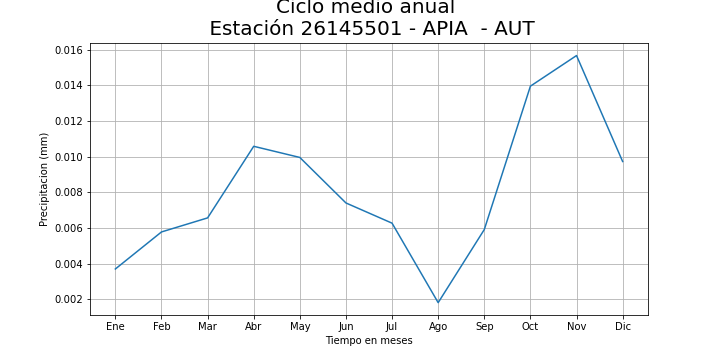 Ciclo medio anual
Estación 26145501 - APIA  - AUT
0.016
0.014
0.012
0.010
0.008
0.006
0.004
0.002
Precipitacion (mm)
Ene Feb Mar Abr May Jun Jul Ago Sep Oct Nov Dic
Tiempo en meses